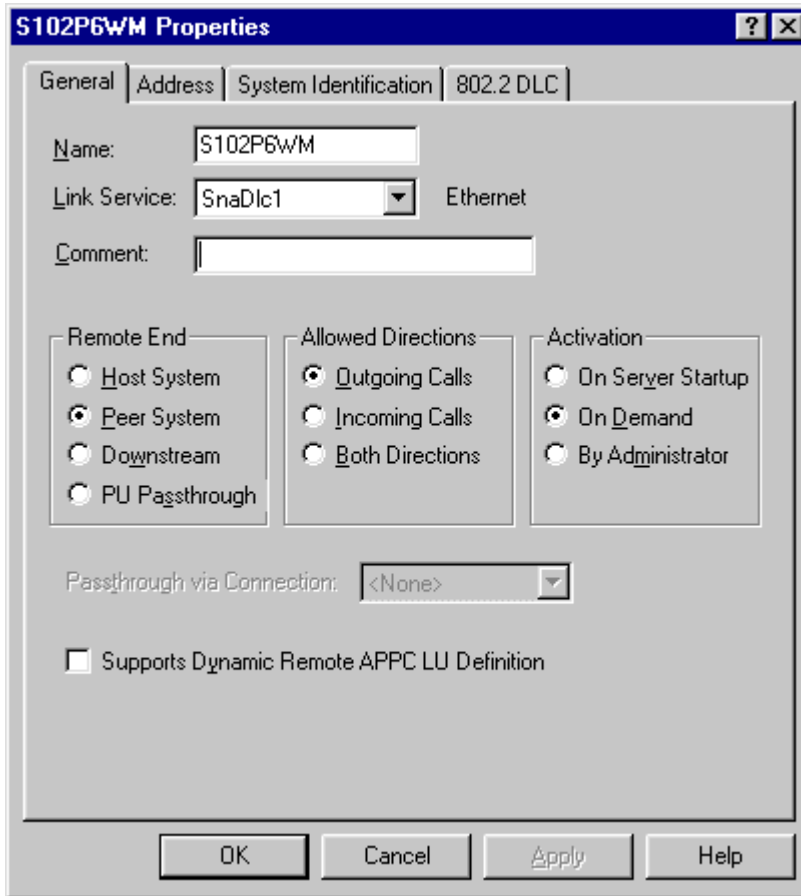 S102P6WM Properties
General Address System Identification 802.2 DLC
Name: S102P6WM
Link Service: SnaDlc1 Ethernet
Comment:
Remote End Allowed Directions Activation
Host System Outgoing Calls On Server Startup
Peer System Incoming Calls On Demand
Downstream Both Directions By Administrator
PU Passthrough
Passthrough via Connection: <None>
Supports Dynamic Remote APPC LU Definition
OK Cancel Apply Help